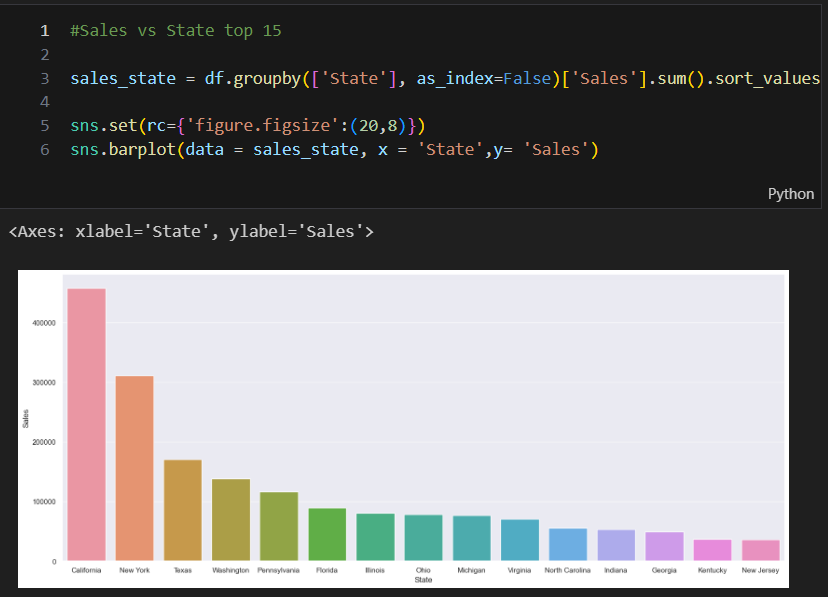 1 #Sales vs State top 15
2
3 sales_state = df.groupby(['State'], as_index=False)['Sales'].sum().sort_values
4
5 sns.set(rc={'figure.figsize':(20,8)})
6 sns.barplot(data = sales_state, x = 'State',y= 'Sales')
Python
<Axes: xlabel='State', ylabel='Sales'>
400000
300000
200000
100000
0
Sales
California New York Texas Washington Pennsylvania Florida Illinois Ohio Michigan Virginia North Carolina Indiana Georgia Kentucky New Jersey
State